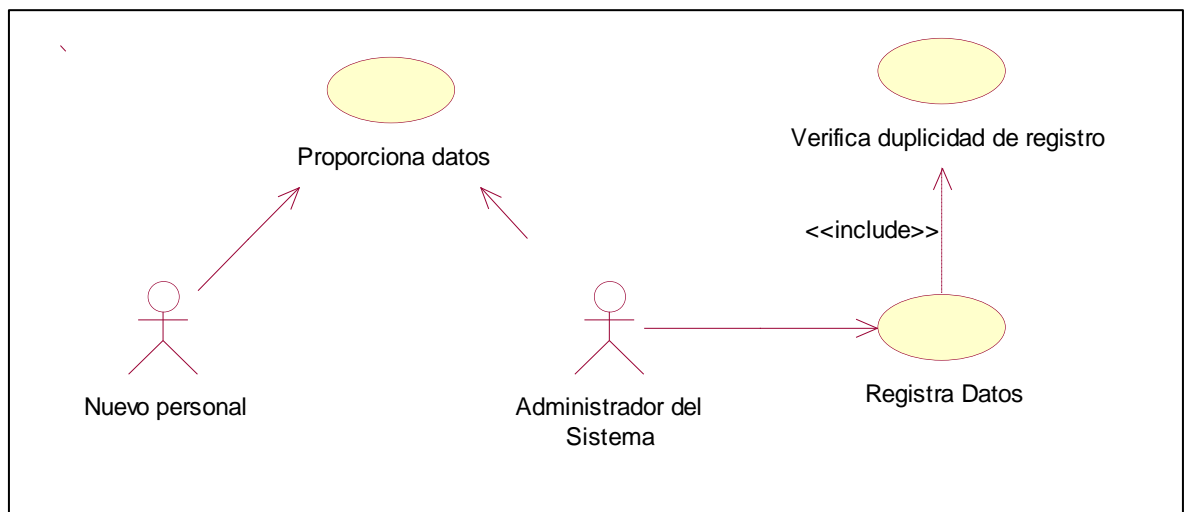 Proporciona datos
Verifica duplicidad de registro
<<include>>
Nuevo personal
Administrador del
Sistema
Registra Datos